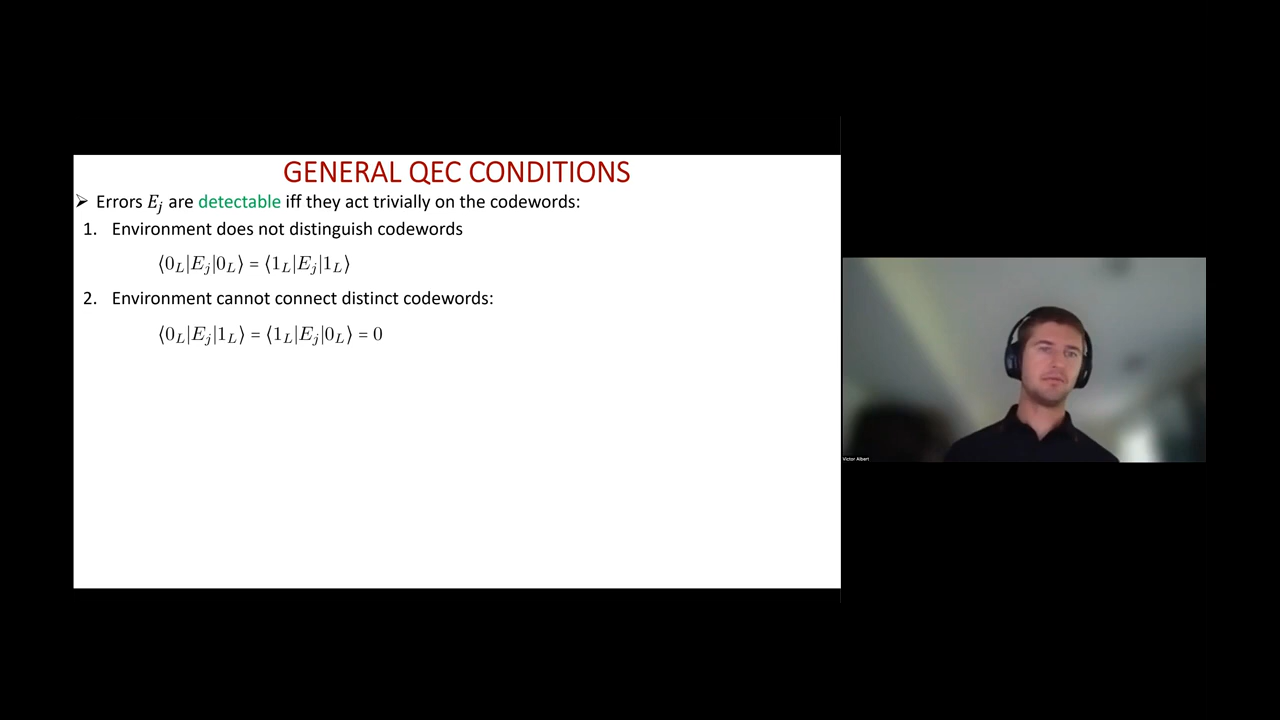 GENERAL QEC CONDITIONS
➢ Errors E_j are detectable iff they act trivially on the codewords:
1. Environment does not distinguish codewords
⟨0_L|E_j|0_L⟩ = ⟨1_L|E_j|1_L⟩
2. Environment cannot connect distinct codewords:
⟨0_L|E_j|1_L⟩ = ⟨1_L|E_j|0_L⟩ = 0
Victor Albert